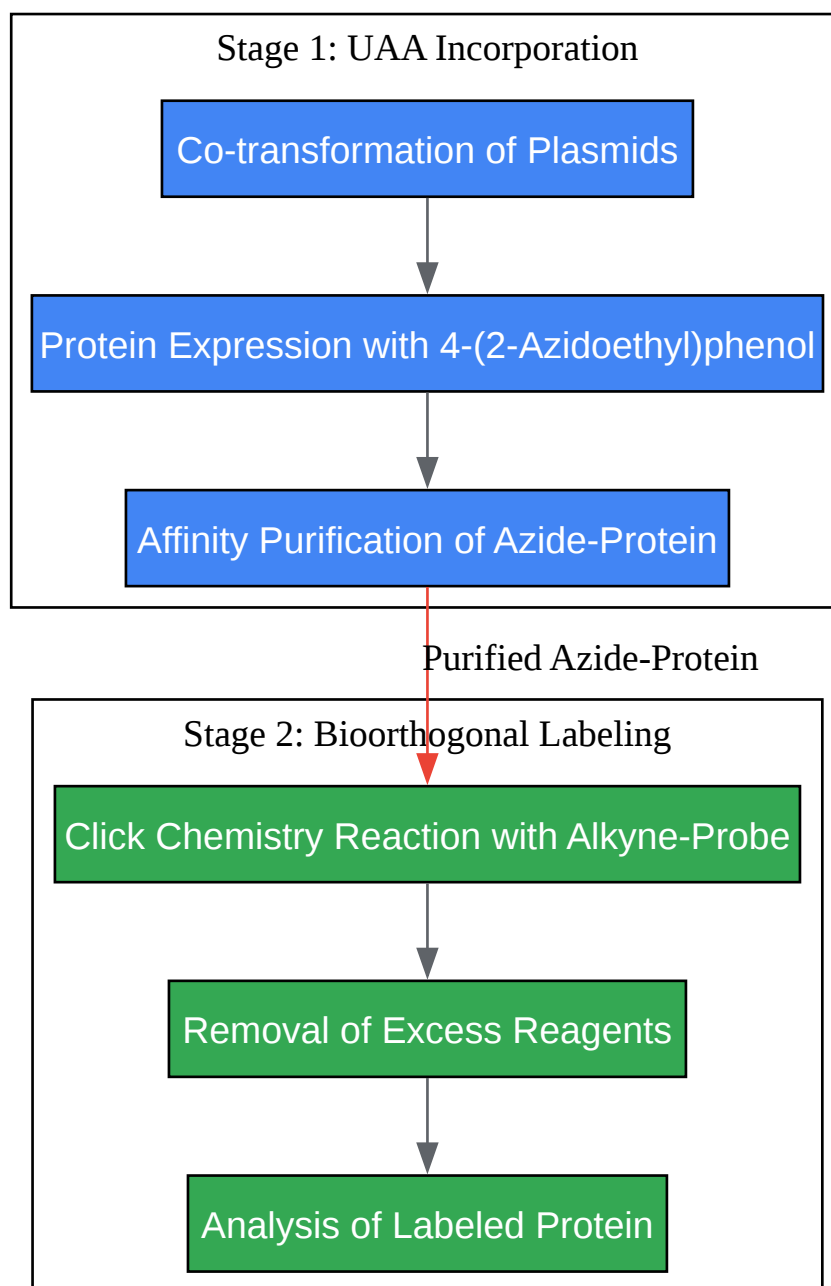 Stage 1: UAA Incorporation
Co-transformation of Plasmids
Protein Expression with 4-(2-Azidoethyl)phenol
Affinity Purification of Azide-Protein
Purified Azide-Protein
Stage 2: Bioorthogonal Labeling
Click Chemistry Reaction with Alkyne-Probe
Removal of Excess Reagents
Analysis of Labeled Protein